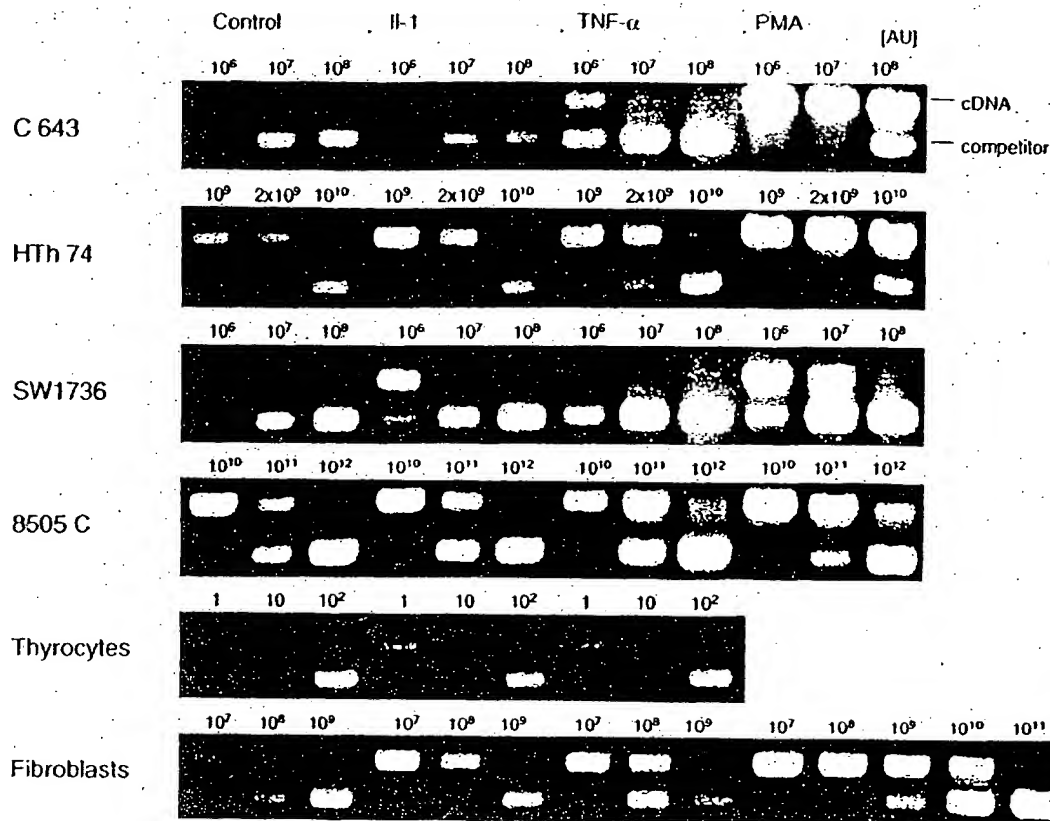 Control Il-1 TNF-α PMA [AU]
10⁶ 10⁷ 10⁸ 10⁶ 10⁷ 10⁸ 10⁶ 10⁷ 10⁸ 10⁶ 10⁷ 10⁸
C 643
cDNA
competitor
10⁹ 2x10⁹ 10¹⁰ 10⁹ 2x10⁹ 10¹⁰ 10⁹ 2x10⁹ 10¹⁰ 10⁹ 2x10⁹ 10¹⁰
HTh 74
10⁶ 10⁷ 10⁸ 10⁶ 10⁷ 10⁸ 10⁶ 10⁷ 10⁸ 10⁶ 10⁷ 10⁸
SW1736
10¹⁰ 10¹¹ 10¹² 10¹⁰ 10¹¹ 10¹² 10¹⁰ 10¹¹ 10¹² 10¹⁰ 10¹¹ 10¹²
8505 C
1 10 10² 1 10 10² 1 10 10²
Thyrocytes
10⁷ 10⁸ 10⁹ 10⁷ 10⁸ 10⁹ 10⁷ 10⁸ 10⁹ 10⁷ 10⁸ 10⁹ 10¹⁰ 10¹¹
Fibroblasts